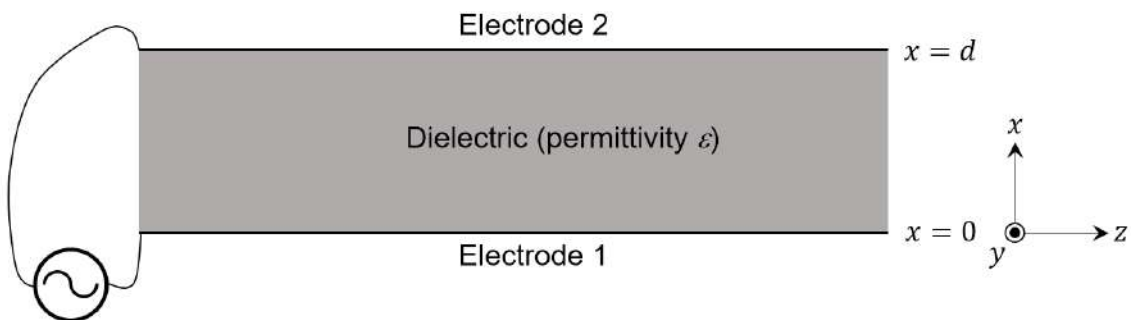 Electrode 2
x = d
Dielectric (permittivity ε)
x
x = 0
z
y
Electrode 1